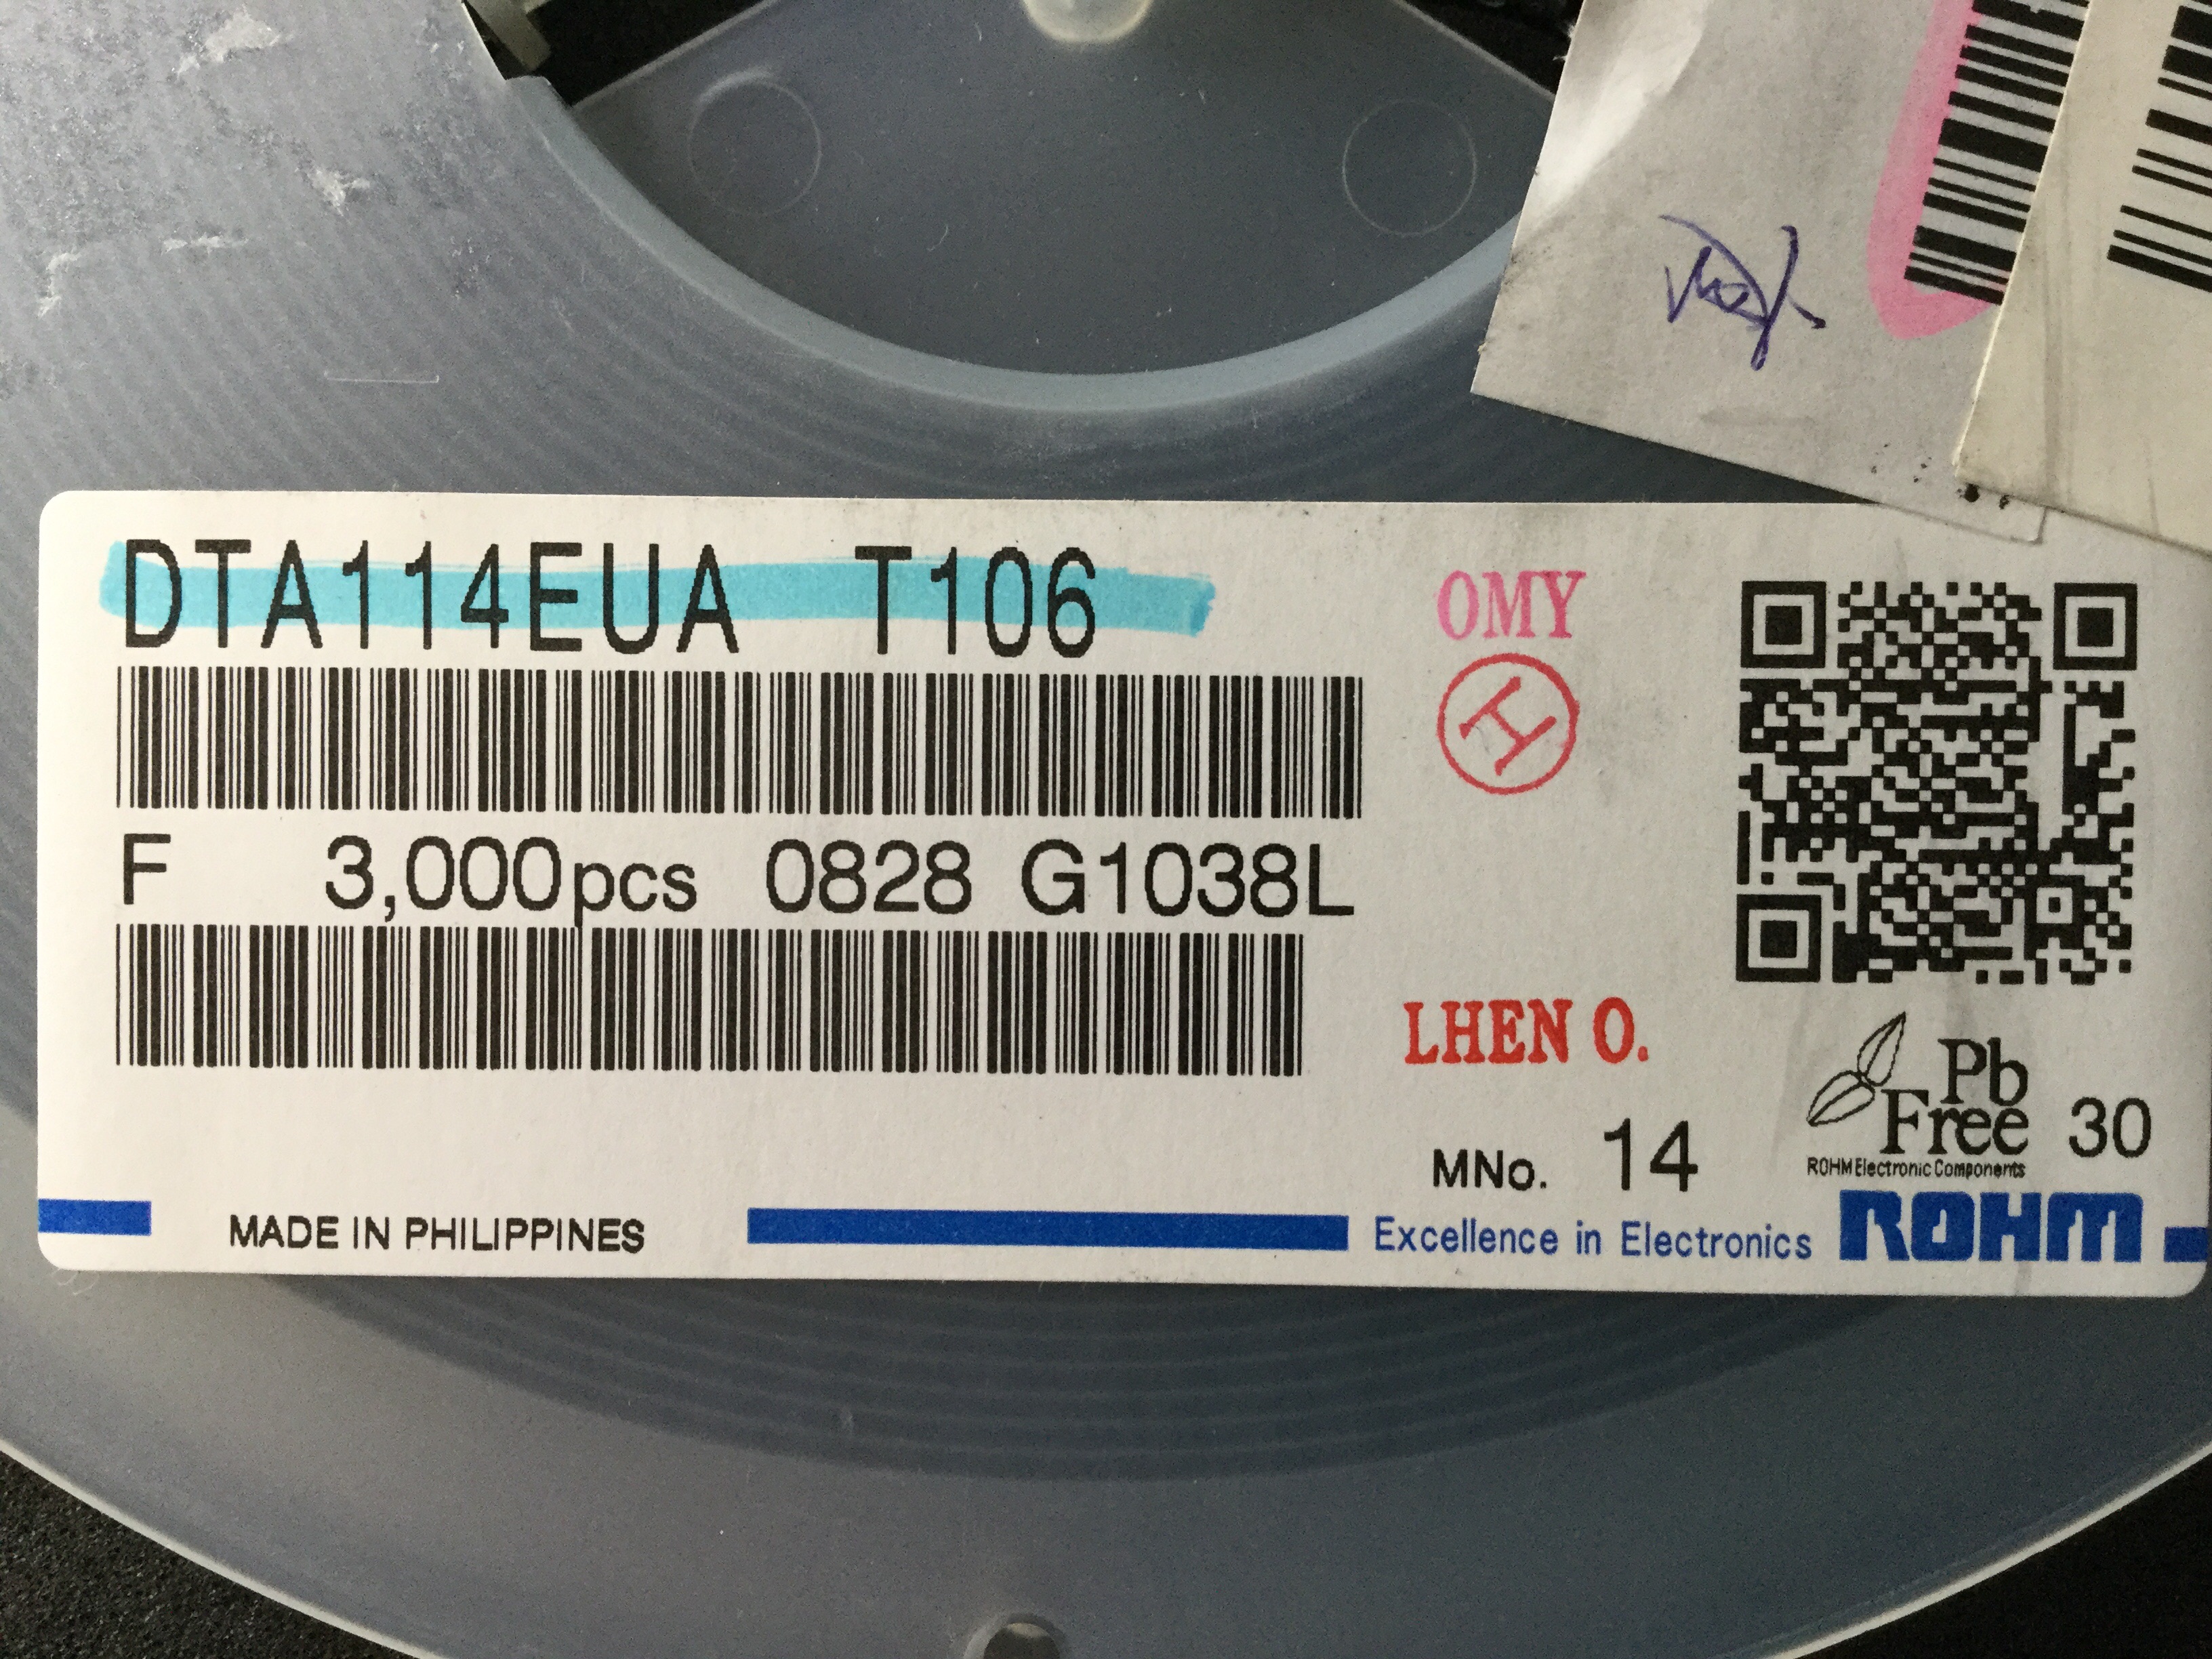 DTA114EUA T106
OMY
H
F 3,000pcs 0828 G1038L
LHEN O.
Pb
Free 30
ROHM Electronic Components
MNo. 14
MADE IN PHILIPPINES
Excellence in Electronics ROHM